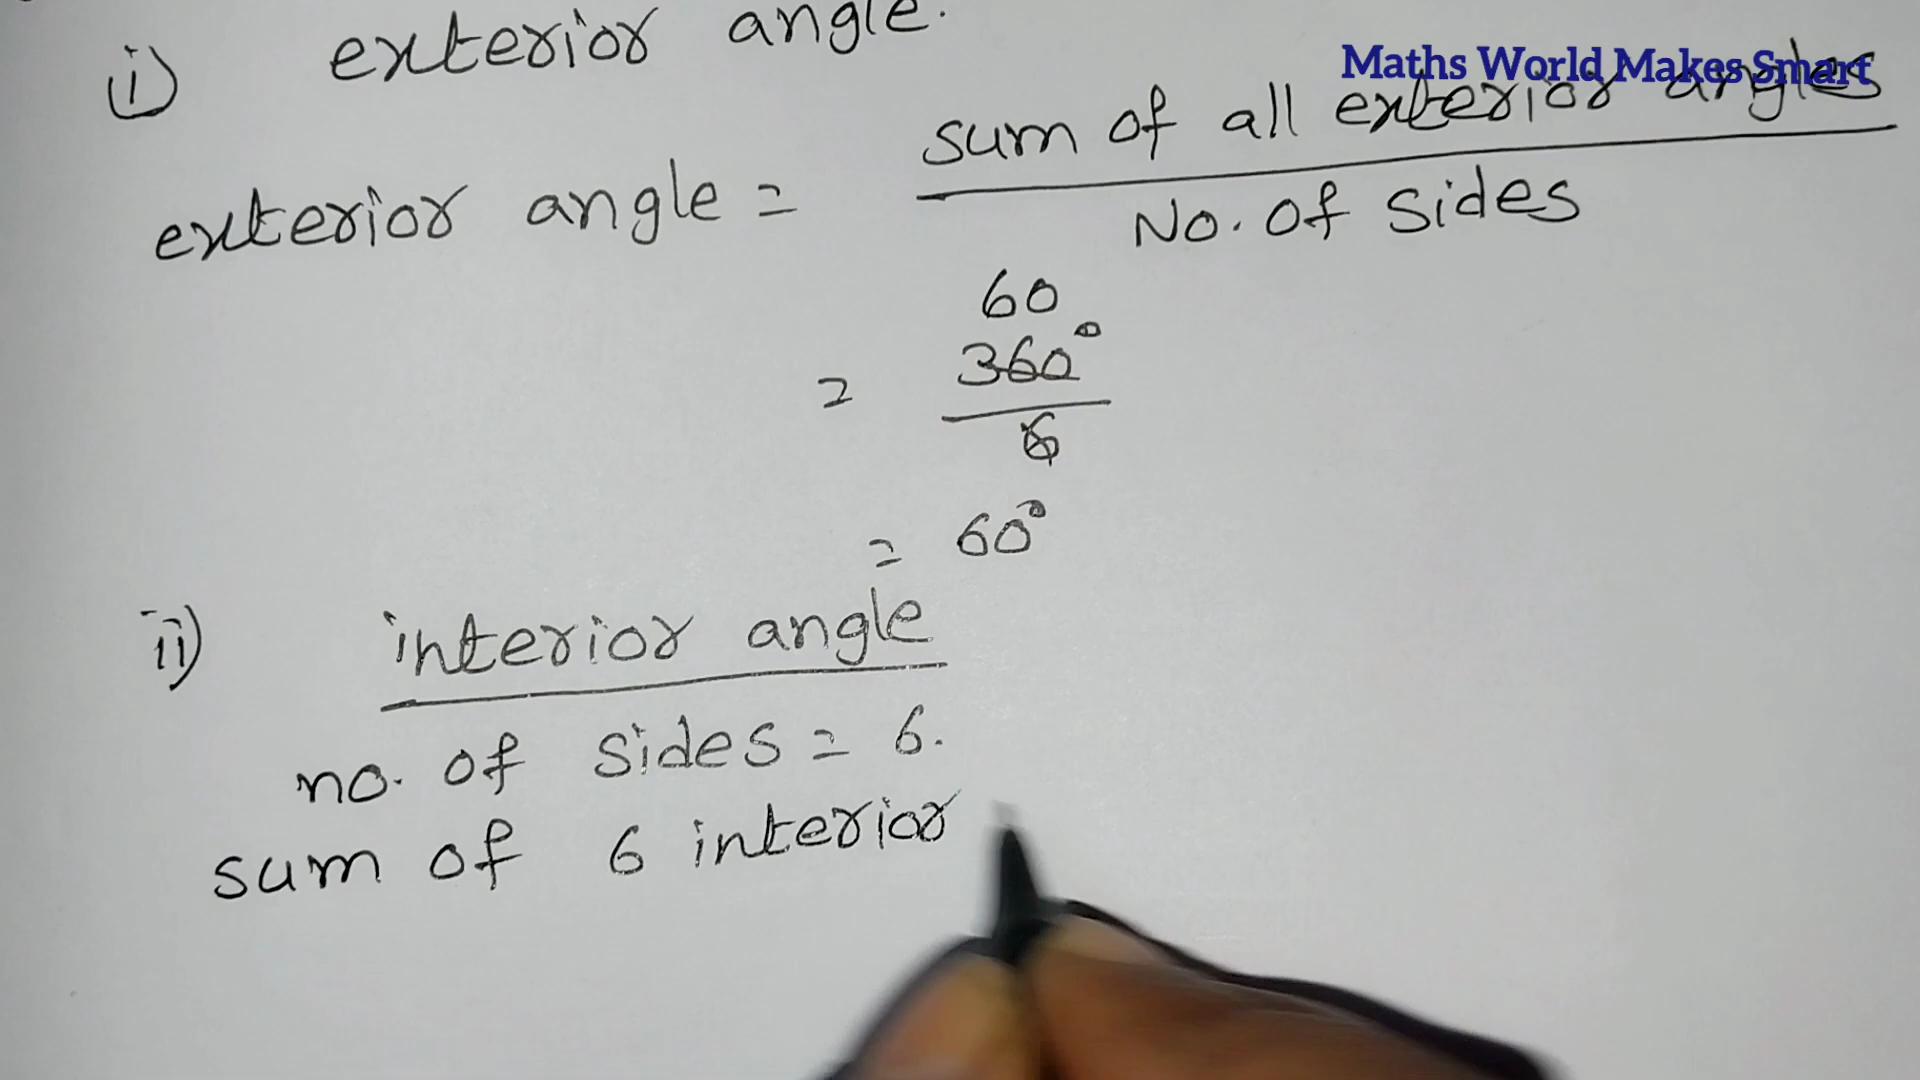 i) exterior angle.
Maths World Makes Smart
exterior angle = sum of all exterior angles
No. of sides
60
= 360°
6
= 60°
ii) interior angle
no. of sides = 6.
sum of 6 interior